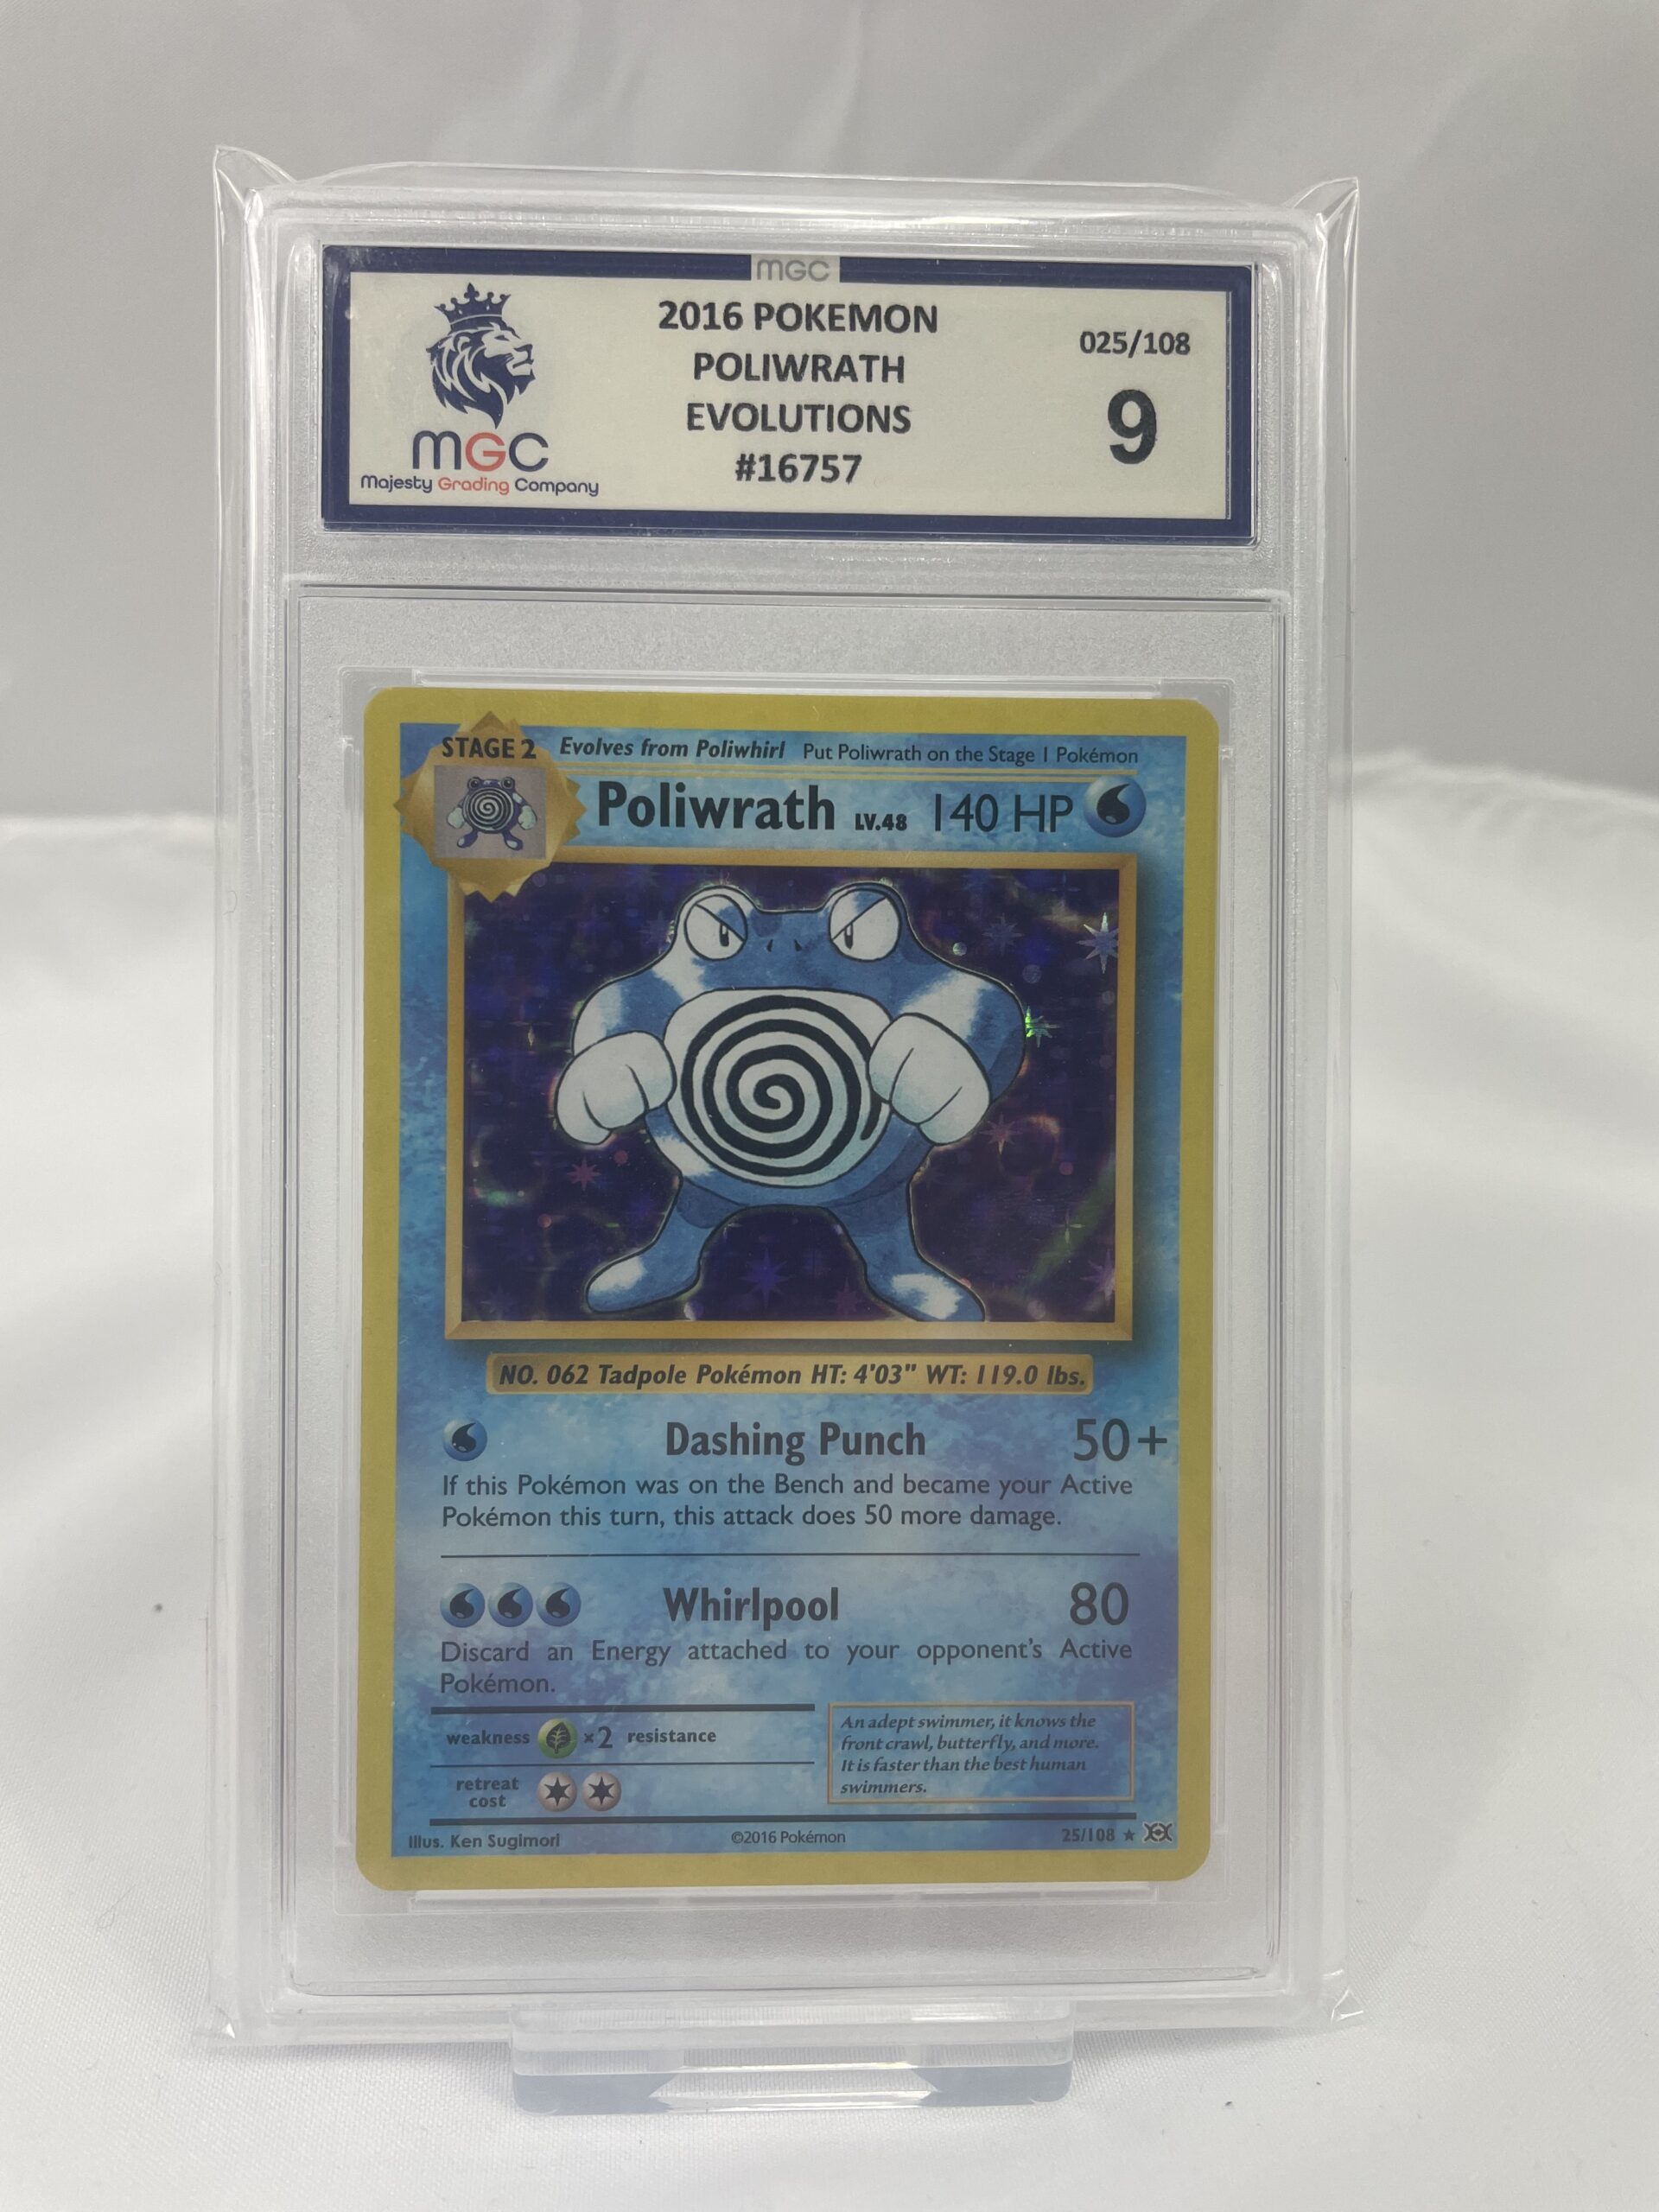 MGC
2016 POKEMON
POLIWRATH
EVOLUTIONS
#16757
025/108
9
MGC
Majesty Grading Company
STAGE 2
Evolves from Poliwhirl Put Poliwrath on the Stage 1 Pokémon
Poliwrath LV.48 140 HP
NO. 062 Tadpole Pokémon HT: 4'03" WT: 119.0 lbs.
Dashing Punch 50+
If this Pokémon was on the Bench and became your Active
Pokémon this turn, this attack does 50 more damage.
Whirlpool 80
Discard an Energy attached to your opponent's Active
Pokémon.
weakness ×2 resistance
retreat
cost
An adept swimmer, it knows the
front crawl, butterfly, and more.
It is faster than the best human
swimmers.
Illus. Ken Sugimori ©2016 Pokémon 25/108 ★